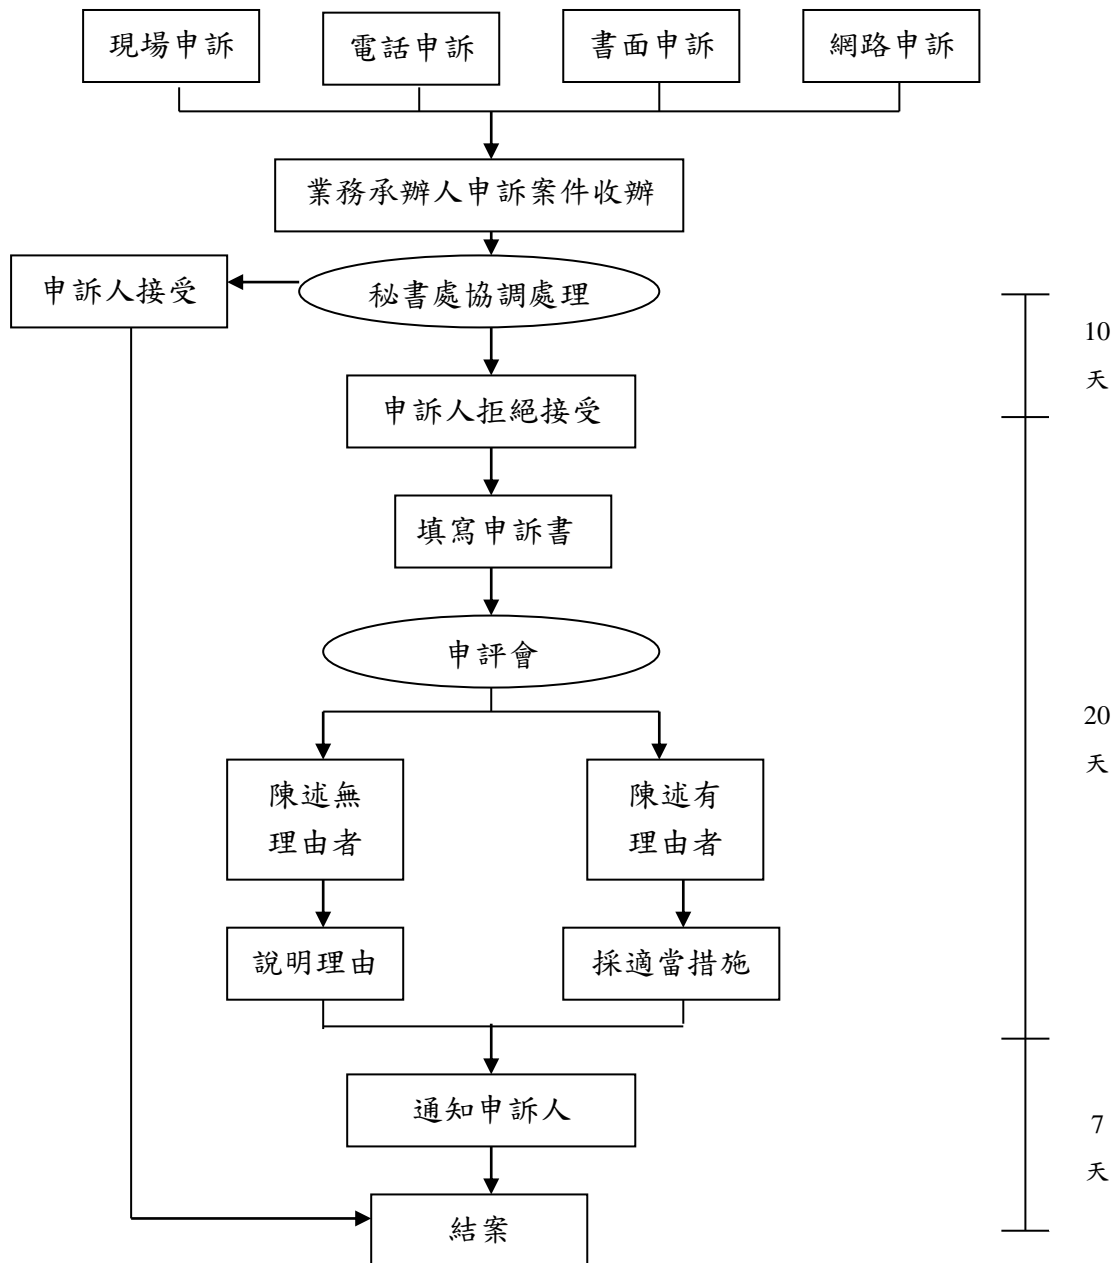 現場申訴
電話申訴
書面申訴
網路申訴
業務承辦人申訴案件收辦
申訴人接受
秘書處協調處理
10
天
申訴人拒絕接受
填寫申訴書
申評會
20
天
陳述無
理由者
陳述有
理由者
說明理由
採適當措施
通知申訴人
7
天
結案